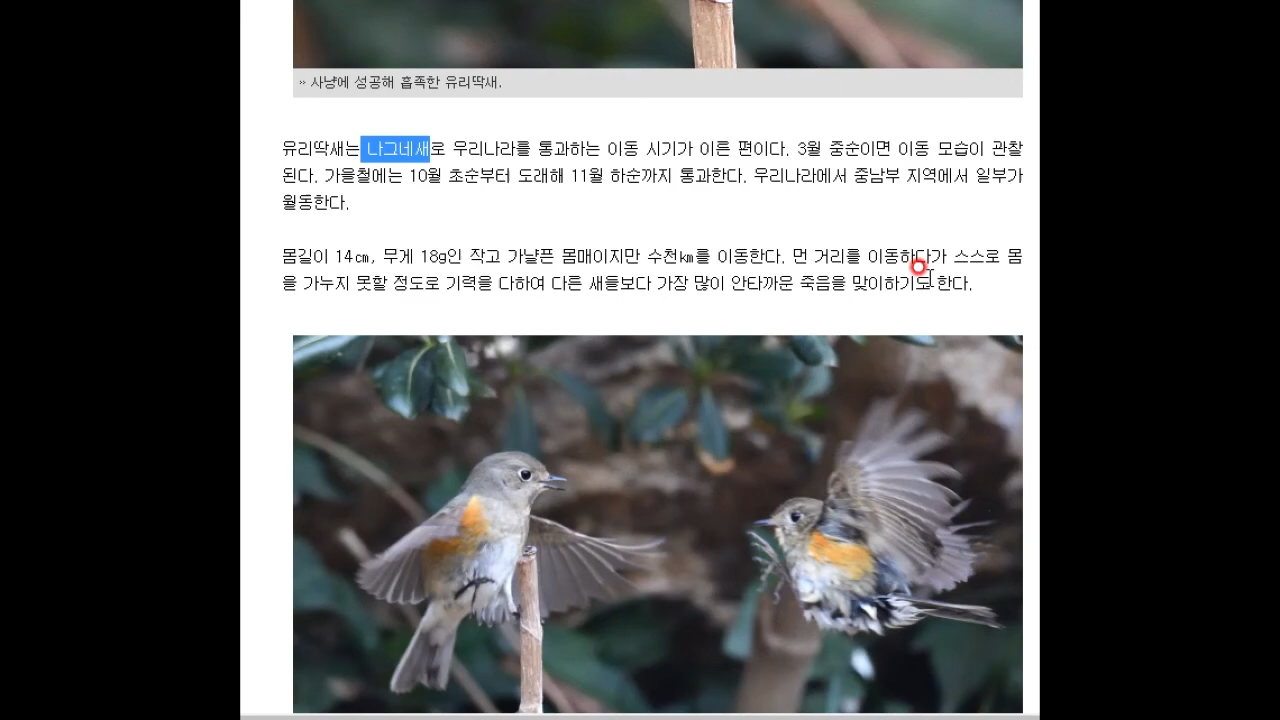 ›› 사냥에 성공해 흡족한 유리딱새.
유리딱새는 나그네새로 우리나라를 통과하는 이동 시기가 이른 편이다. 3월 중순이면 이동 모습이 관찰
된다. 가을철에는 10월 초순부터 도래해 11월 하순까지 통과한다. 우리나라에서 중남부 지역에서 일부가
월동한다.
몸길이 14㎝, 무게 18g인 작고 가냘픈 몸매이지만 수천㎞를 이동한다. 먼 거리를 이동하다가 스스로 몸
을 가누지 못할 정도로 기력을 다하여 다른 새들보다 가장 많이 안타까운 죽음을 맞이하기도 한다.